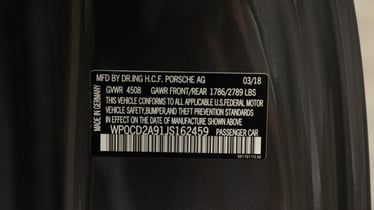 MFD BY DR.ING H.C.F. PORSCHE AG 03/18
GVWR 4508 GAWR FRONT/REAR 1786/2789 LBS
THIS VEHICLE CONFORMS TO ALL APPLICABLE U.S.FEDERAL MOTOR
VEHICLE SAFETY, BUMPER, AND THEFT PREVENTION STANDARDS
IN EFFECT ON THE DATE OF MANUFACTURE SHOWN ABOVE
WP0CD2A91JS162459 PASSENGER CAR
MADE IN GERMANY